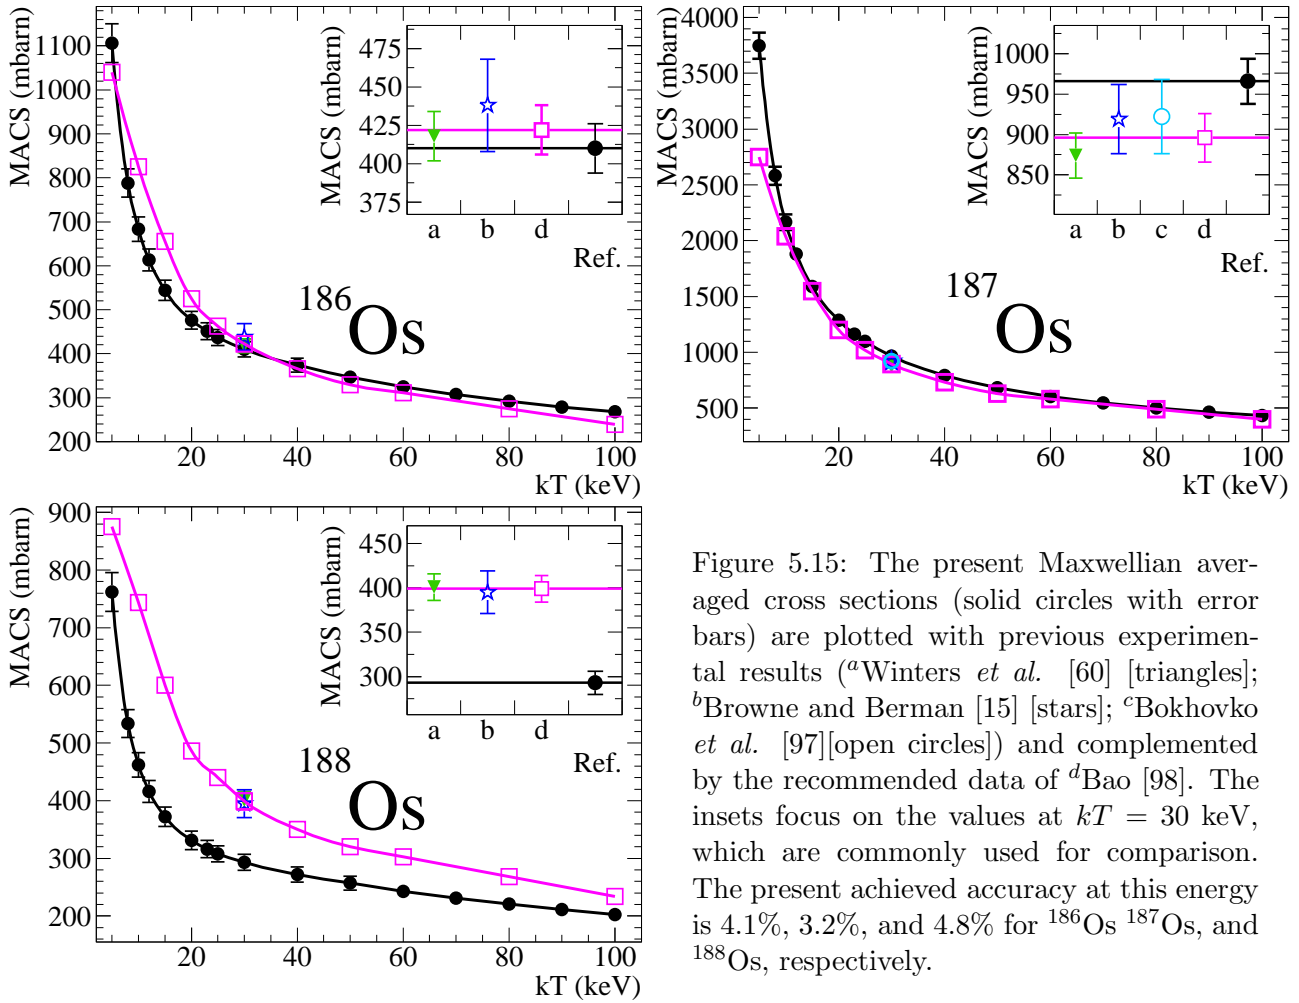 MACS (mbarn)
1100
1000
900
800
700
600
500
400
300
200
20 40 60 80 100
kT (keV)
186Os
MACS (mbarn)
475
450
425
400
375
a b d
Ref.
MACS (mbarn)
4000
3500
3000
2500
2000
1500
1000
500
20 40 60 80 100
kT (keV)
187Os
MACS (mbarn)
1000
950
900
850
a b c d
Ref.
MACS (mbarn)
900
800
700
600
500
400
300
200
20 40 60 80 100
kT (keV)
188Os
MACS (mbarn)
450
400
350
300
a b d
Ref.
Figure 5.15: The present Maxwellian aver-
aged cross sections (solid circles with error
bars) are plotted with previous experimen-
tal results (aWinters et al. [60] [triangles];
bBrowne and Berman [15] [stars]; cBokhovko
et al. [97][open circles]) and complemented
by the recommended data of dBao [98]. The
insets focus on the values at kT = 30 keV,
which are commonly used for comparison.
The present achieved accuracy at this energy
is 4.1%, 3.2%, and 4.8% for 186Os 187Os, and
188Os, respectively.